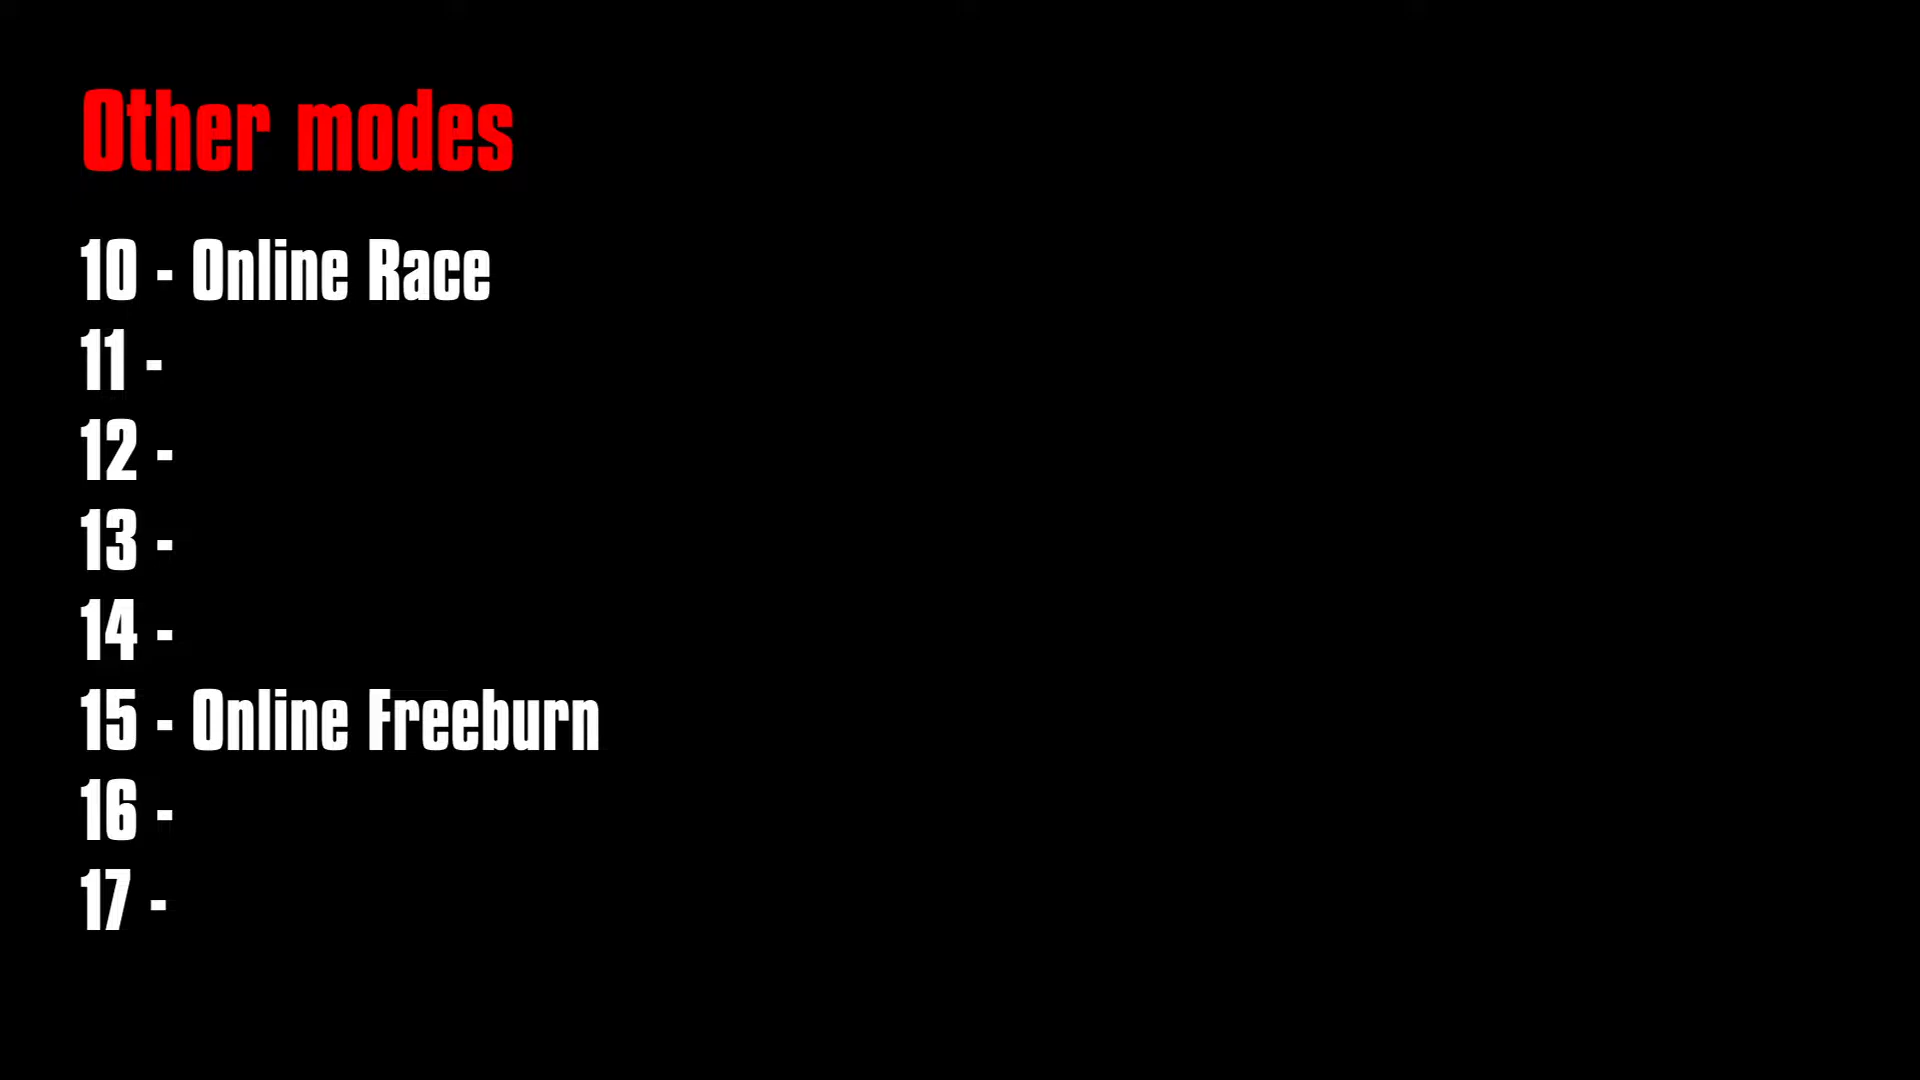 Other modes
10 - Online Race
11 -
12 -
13 -
14 -
15 - Online Freeburn
16 -
17 -